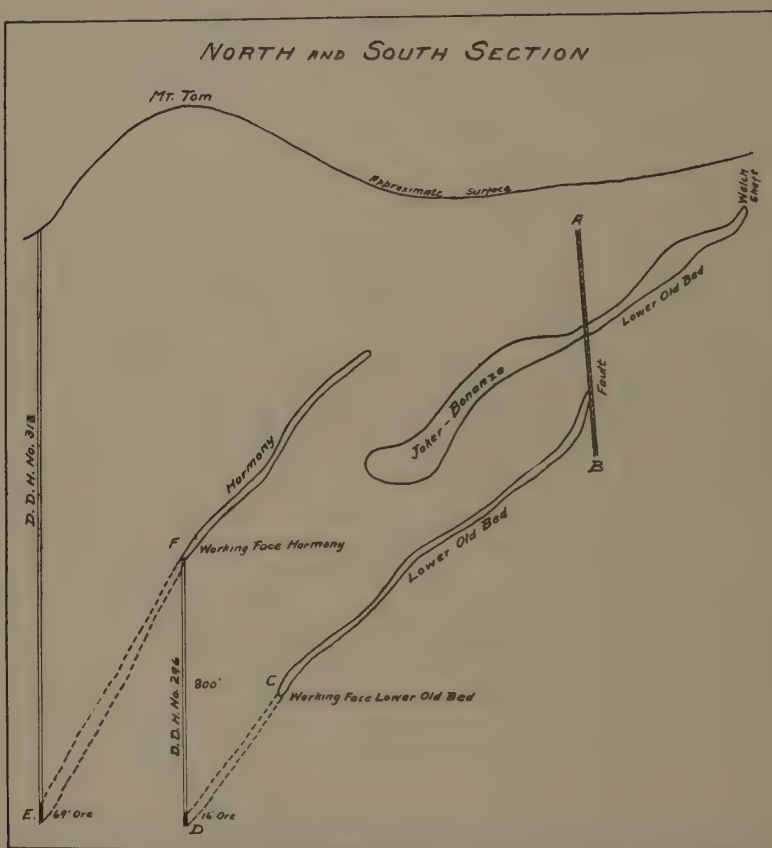 NORTH AND SOUTH SECTION
MT. Tom
Approximate surface
Welch
Shaft
A
Lower Old Bed
Fault
Joker - Bonanza
B
D. D. H. No. 318
Harmony
F
Working Face Harmony
Lower Old Bed
D. D. H. No. 296
800'
C
Working Face Lower Old Bed
E.
69' Ore
16' Ore
D